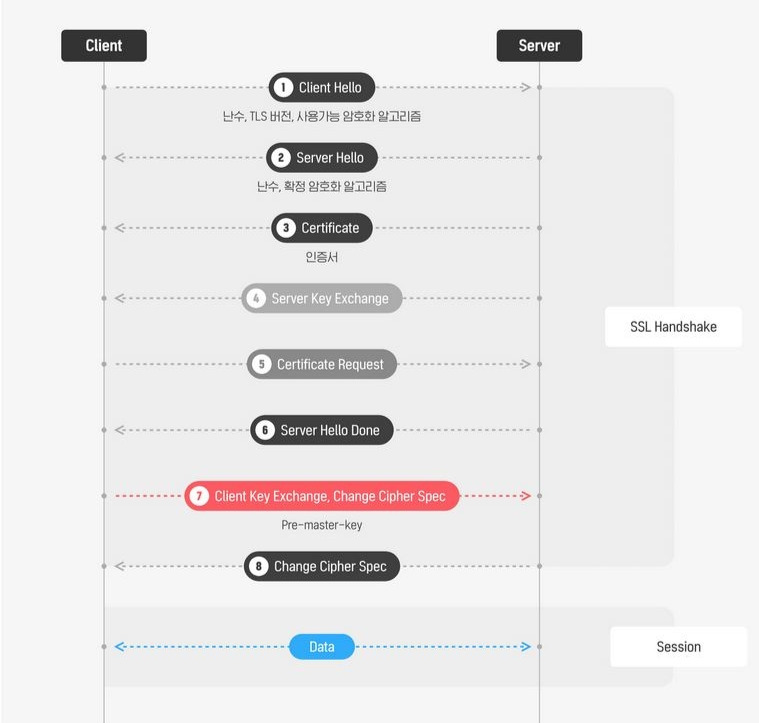 Client
Server
1 Client Hello
난수, TLS 버전, 사용가능 암호화 알고리즘
2 Server Hello
난수, 확정 암호화 알고리즘
3 Certificate
인증서
4 Server Key Exchange
SSL Handshake
5 Certificate Request
6 Server Hello Done
7 Client Key Exchange, Change Cipher Spec
Pre-master-key
8 Change Cipher Spec
Data
Session